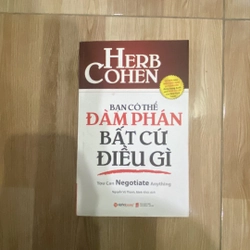 HERB
COHEN
BẠN CÓ THỂ
ĐÀM PHÁN
BẤT CỨ
ĐIỀU GÌ
You Can Negotiate Anything